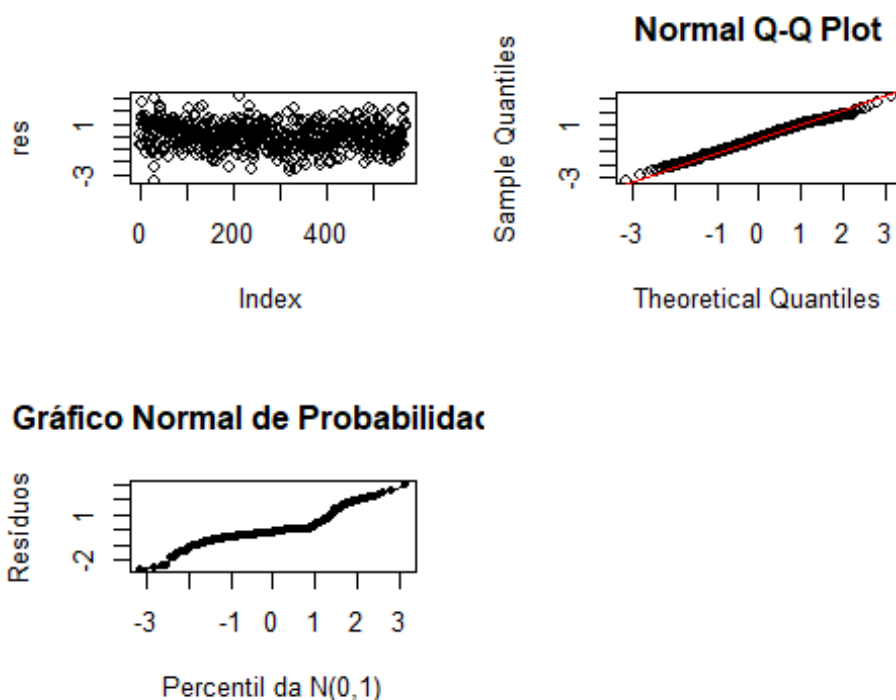 res
1
-3
0 200 400
Index
Normal Q-Q Plot
Sample Quantiles
1
-3
-3 -1 0 1 2 3
Theoretical Quantiles
Gráfico Normal de Probabilidad
Resíduos
1
-2
-3 -1 0 1 2 3
Percentil da N(0,1)